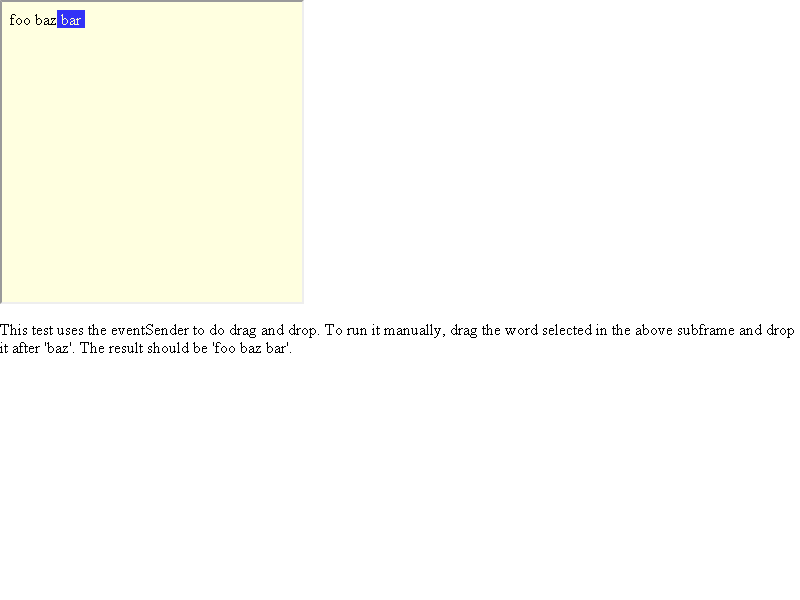 foo baz bar
This test uses the eventSender to do drag and drop. To run it manually, drag the word selected in the above subframe and drop
it after 'baz'. The result should be 'foo baz bar'.